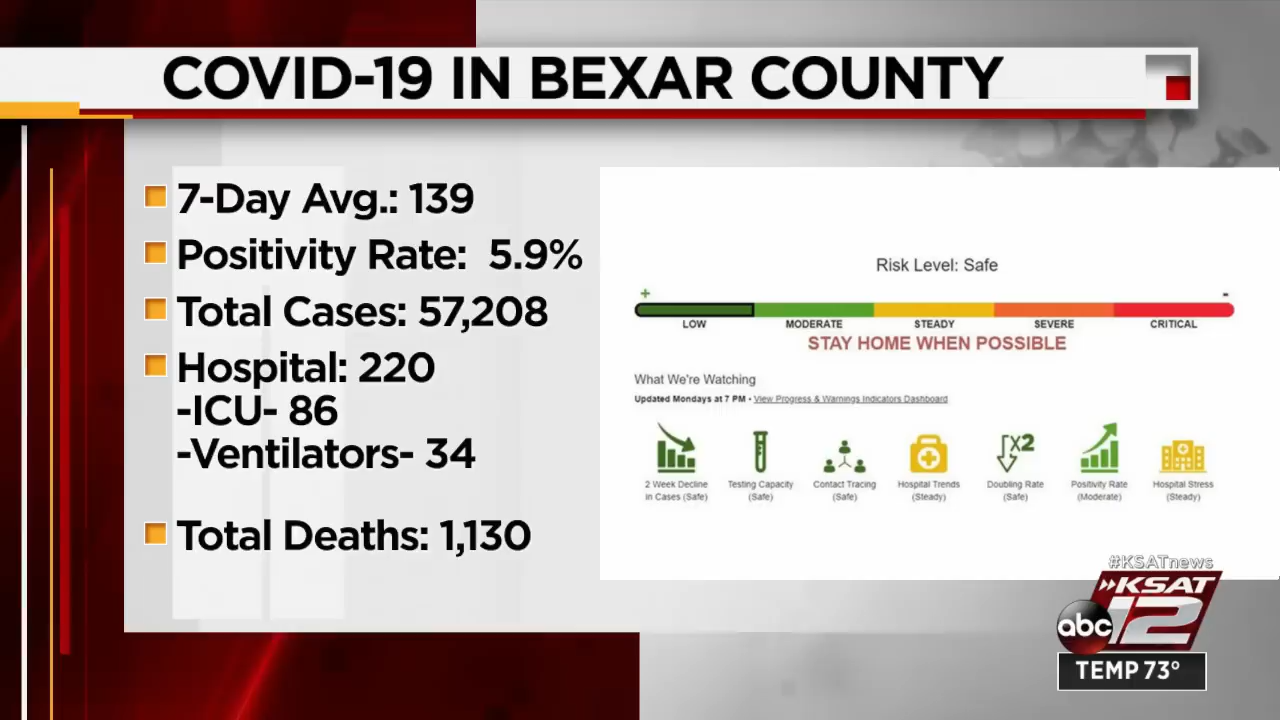 COVID-19 IN BEXAR COUNTY
7-Day Avg.: 139
Positivity Rate: 5.9%
Total Cases: 57,208
Hospital: 220
-ICU- 86
-Ventilators- 34
Total Deaths: 1,130
Risk Level: Safe
+ -
LOW MODERATE STEADY SEVERE CRITICAL
STAY HOME WHEN POSSIBLE
What We're Watching
Updated Mondays at 7 PM • View Progress & Warnings Indicators Dashboard
X2
2 Week Decline in Cases (Safe)
Testing Capacity (Safe)
Contact Tracing (Safe)
Hospital Trends (Steady)
Doubling Rate (Safe)
Positivity Rate (Moderate)
Hospital Stress (Steady)
#KSATnews
KSAT
abc 12
TEMP 73°